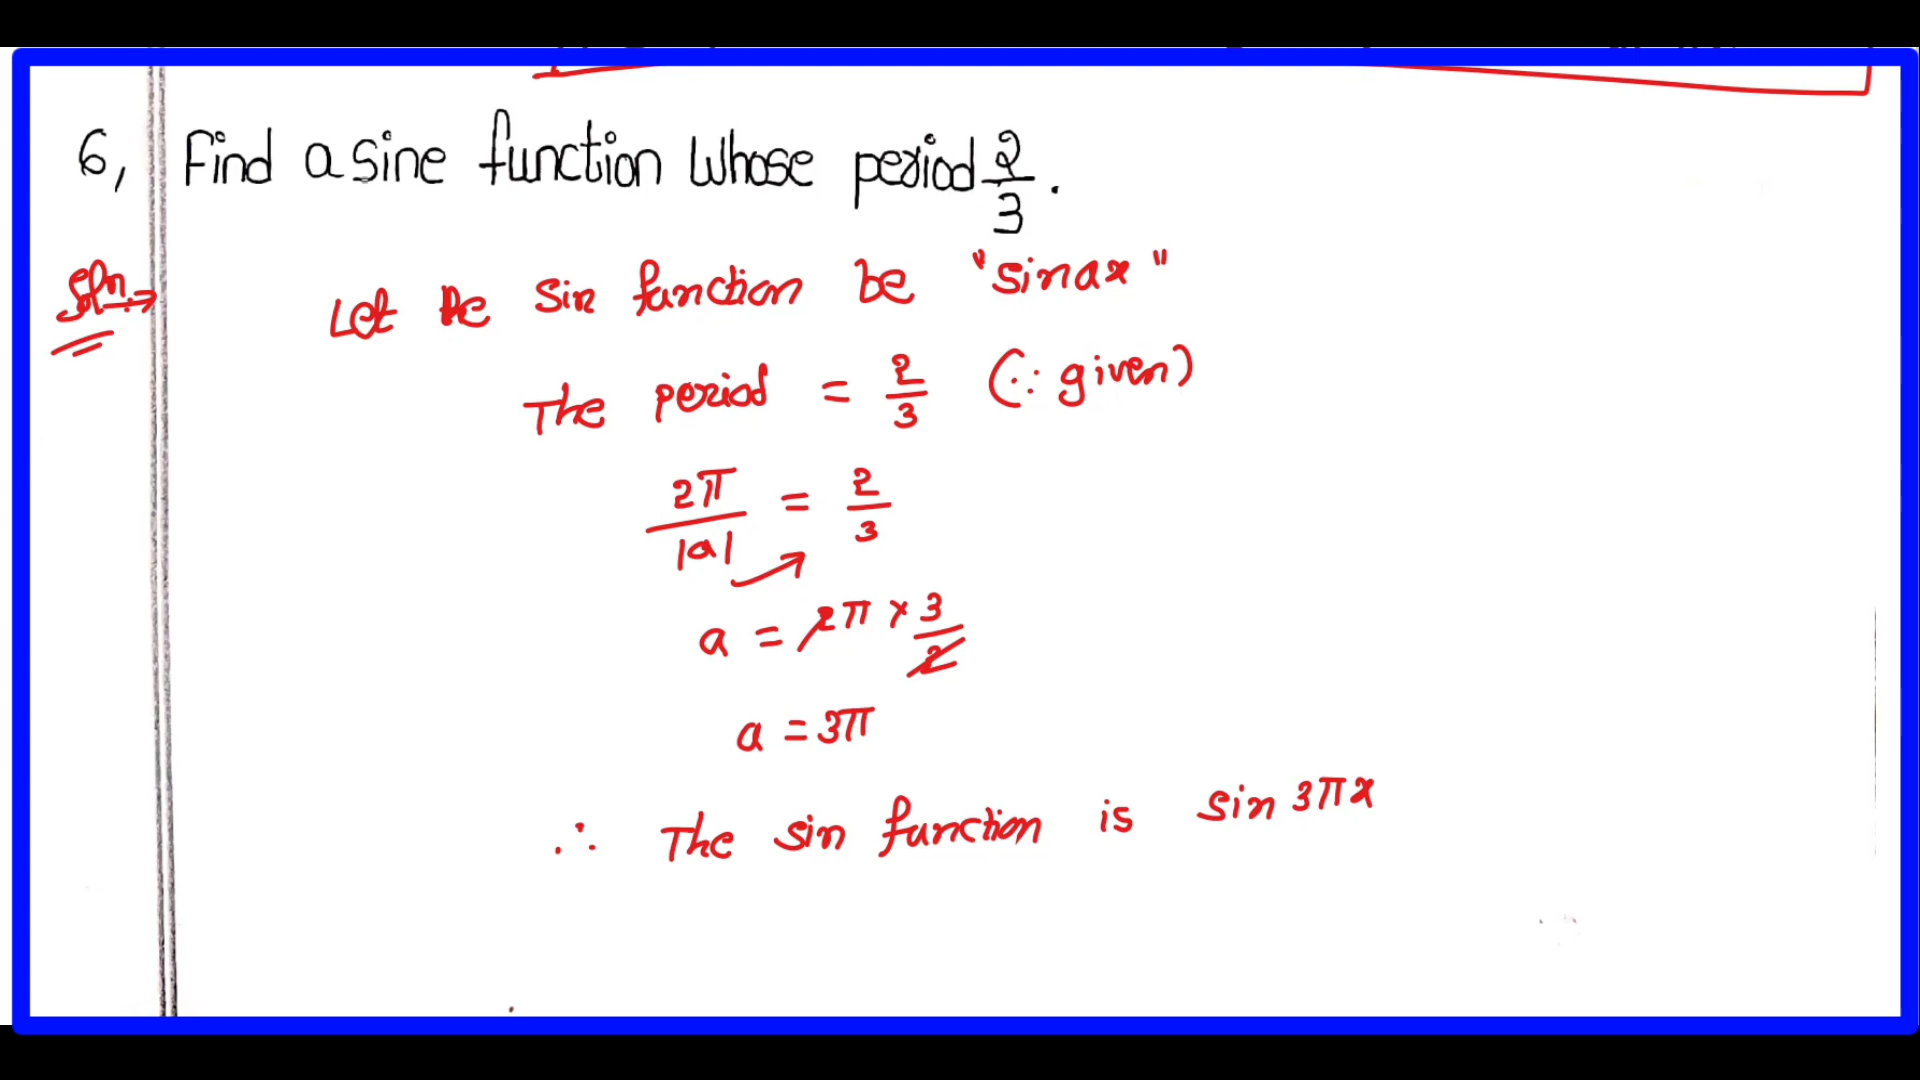 6, Find a sine function whose period 2/3.
Soln.→
Let the sin function be "sin ax"
The period = 2/3 (∵ given)
2π/|a| = 2/3
a = 2π × 3/2
a = 3π
∴ The sin function is sin 3πx